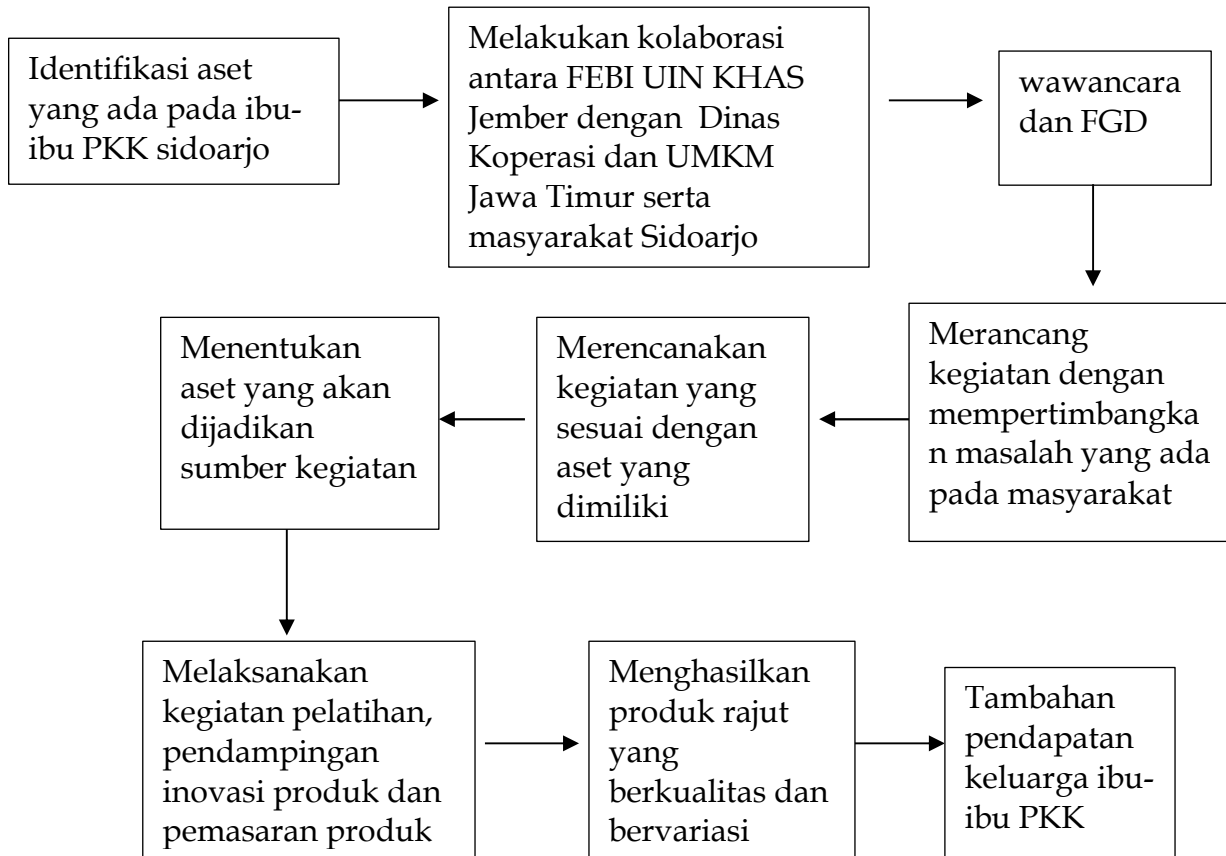 Identifikasi aset
yang ada pada ibu-
ibu PKK sidoarjo
Melakukan kolaborasi
antara FEBI UIN KHAS
Jember dengan Dinas
Koperasi dan UMKM
Jawa Timur serta
masyarakat Sidoarjo
wawancara
dan FGD
Merancang
kegiatan dengan
mempertimbangka
n masalah yang ada
pada masyarakat
Merencanakan
kegiatan yang
sesuai dengan
aset yang
dimiliki
Menentukan
aset yang akan
dijadikan
sumber kegiatan
Melaksanakan
kegiatan pelatihan,
pendampingan
inovasi produk dan
pemasaran produk
Menghasilkan
produk rajut
yang
berkualitas dan
bervariasi
Tambahan
pendapatan
keluarga ibu-
ibu PKK